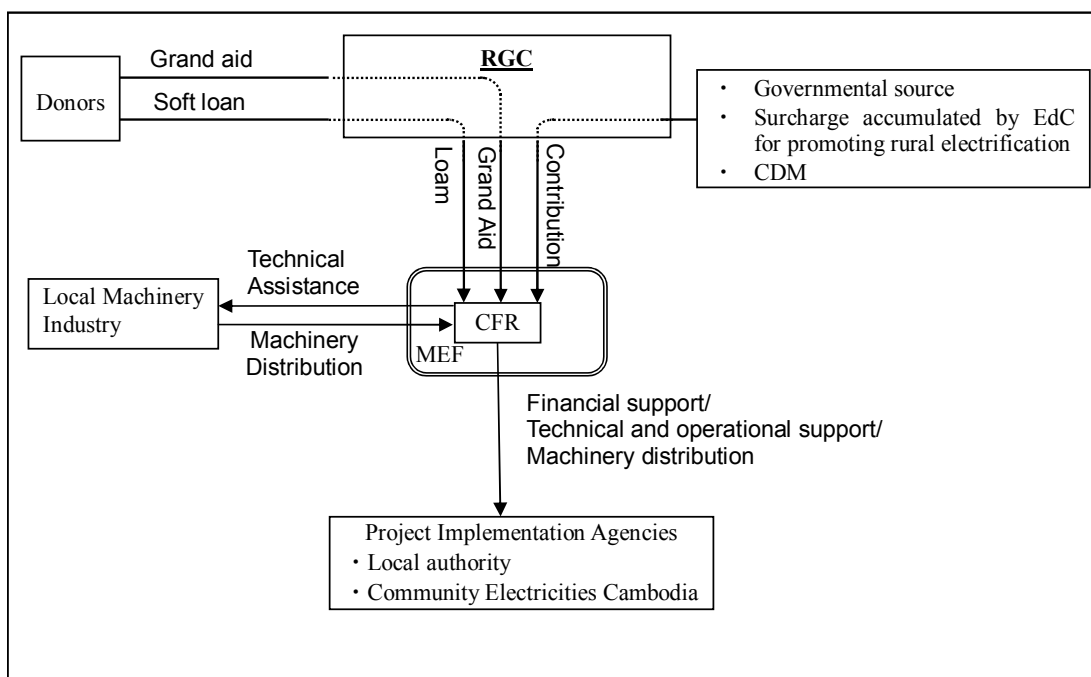 Grand aid
RGC
Donors
Soft loan
・ Governmental source
・ Surcharge accumulated by EdC
for promoting rural electrification
・ CDM
Loam
Grand Aid
Contribution
Technical
Assistance
Local Machinery
Industry
CFR
Machinery
Distribution
MEF
Financial support/
Technical and operational support/
Machinery distribution
Project Implementation Agencies
・Local authority
・Community Electricities Cambodia